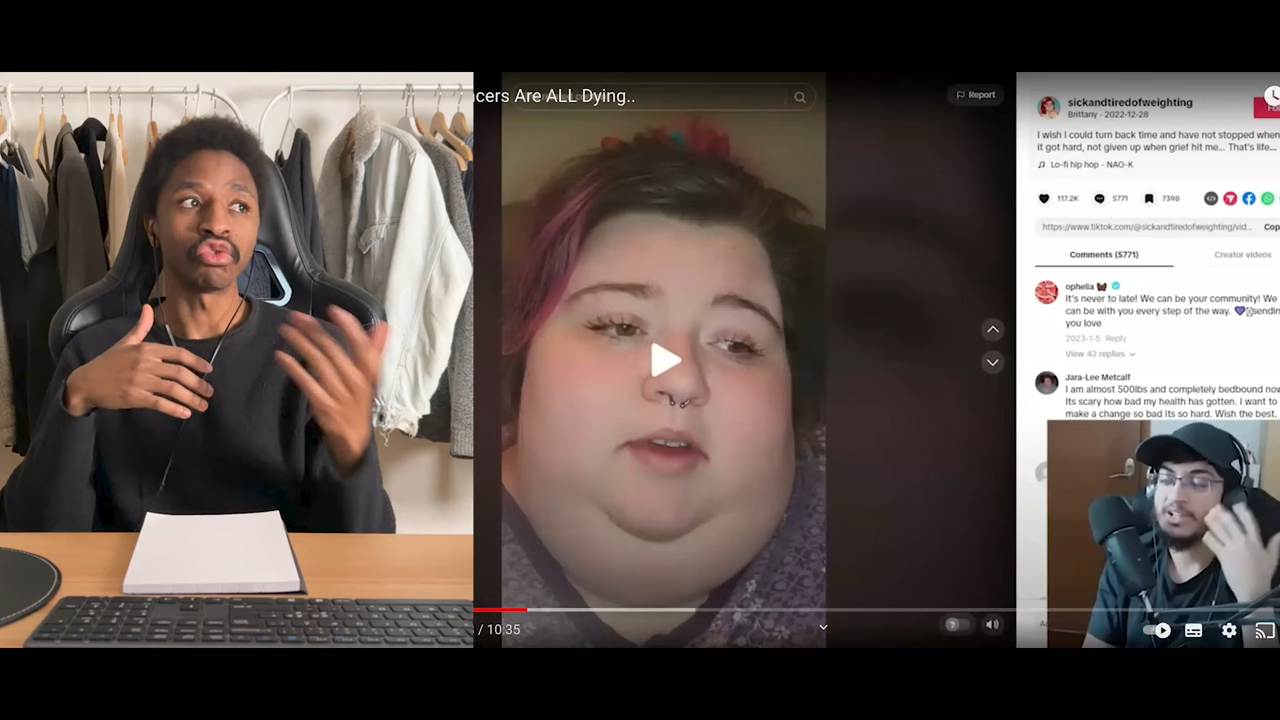 cers Are ALL Dying..
Report
sickandtiredofweighting
Brittany · 2022-12-28
I wish I could turn back time and have not stopped when
it got hard, not given up when grief hit me... That's life...
Lo-fi hip hop - NAO-K
117.2K
5771
7398
https://www.tiktok.com/@sickandtiredofweighting/vid...
Cop
Comments (5771)
Creator videos
ophelia
It's never to late! We can be your community! We
can be with you every step of the way. 💜 sendin
you love
2023-1-5 Reply
View 42 replies
Jara-Lee Metcalf
I am almost 500lbs and completely bedbound now
Its scary how bad my health has gotten. I want to
make a change so bad Its so hard. Wish the best.
/ 10:35